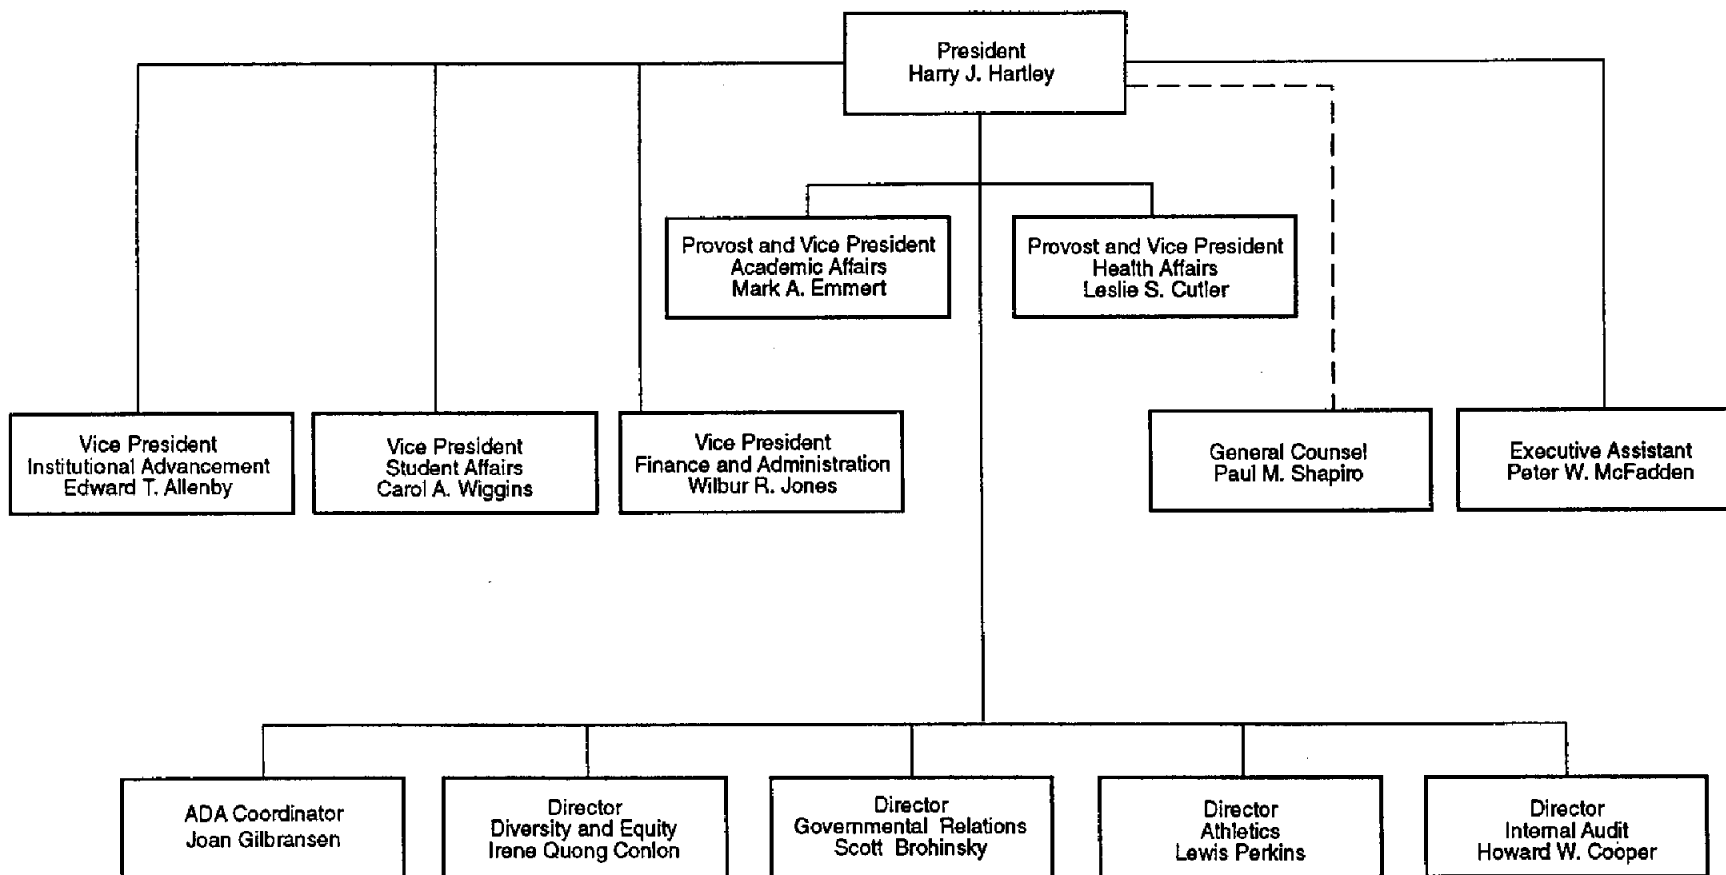 President
Harry J. Hartley
Provost and Vice President
Academic Affairs
Mark A. Emmert
Provost and Vice President
Health Affairs
Leslie S. Cutler
Vice President
Institutional Advancement
Edward T. Allenby
Vice President
Student Affairs
Carol A. Wiggins
Vice President
Finance and Administration
Wilbur R. Jones
General Counsel
Paul M. Shapiro
Executive Assistant
Peter W. McFadden
ADA Coordinator
Joan Gilbransen
Director
Diversity and Equity
Irene Quong Conlon
Director
Governmental Relations
Scott Brohinsky
Director
Athletics
Lewis Perkins
Director
Internal Audit
Howard W. Cooper